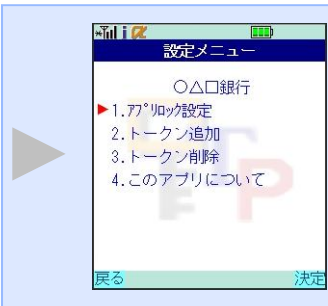 設定メニュー
○△□銀行
▶1.ｱﾌﾟﾘﾛｯｸ設定
2.トークン追加
3.トークン削除
4.このアプリについて
戻る 決定